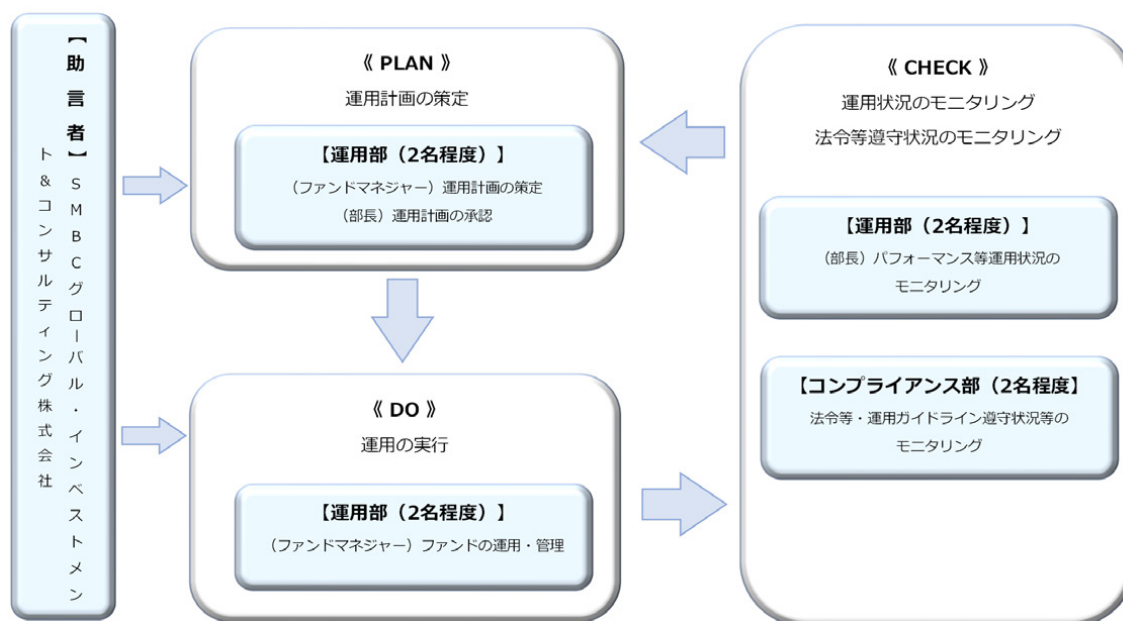 【助言者】SMBCグローバル・インベストメン
ト&コンサルティング株式会社
《 PLAN 》
運用計画の策定
【運用部（2名程度）】
（ファンドマネジャー）運用計画の策定
（部長）運用計画の承認
《 DO 》
運用の実行
【運用部（2名程度）】
（ファンドマネジャー）ファンドの運用・管理
《 CHECK 》
運用状況のモニタリング
法令等遵守状況のモニタリング
【運用部（2名程度）】
（部長）パフォーマンス等運用状況の
モニタリング
【コンプライアンス部（2名程度】
法令等・運用ガイドライン遵守状況等の
モニタリング